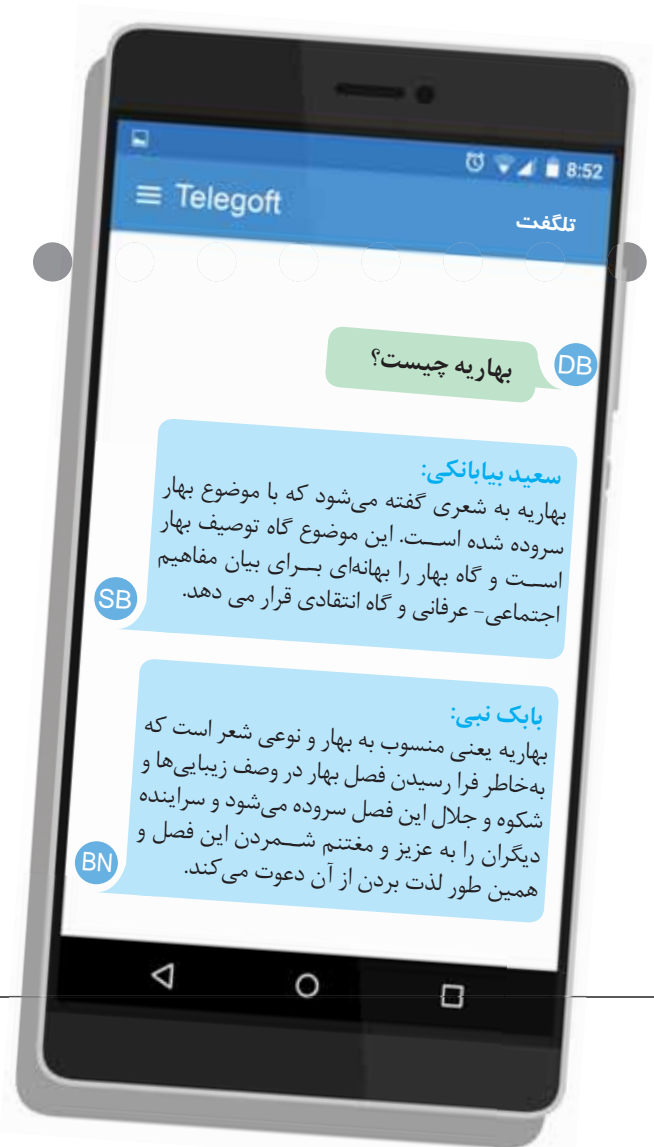 8:52
Telegoft
تلگفت
بهاریه چیست؟
DB
سعید بیابانکی:
بهاریه به شعری گفته می‌شود که با موضوع بهار
سروده شده اســت. این موضوع گاه توصیف بهار
اســت و گاه بهار را بهانه‌ای بــرای بیان مفاهیم
اجتماعی- عرفانی و گاه انتقادی قرار می دهد.
SB
بابک نبی:
بهاریه یعنی منسوب به بهار و نوعی شعر است که
به‌خاطر فرا رسیدن فصل بهار در وصف زیبایی‌ها و
شکوه و جلال این فصل سروده می‌شود و سراینده
دیگران را به عزیز و مغتنم شــمردن این فصل و
همین طور لذت بردن از آن دعوت می‌کند.
BN